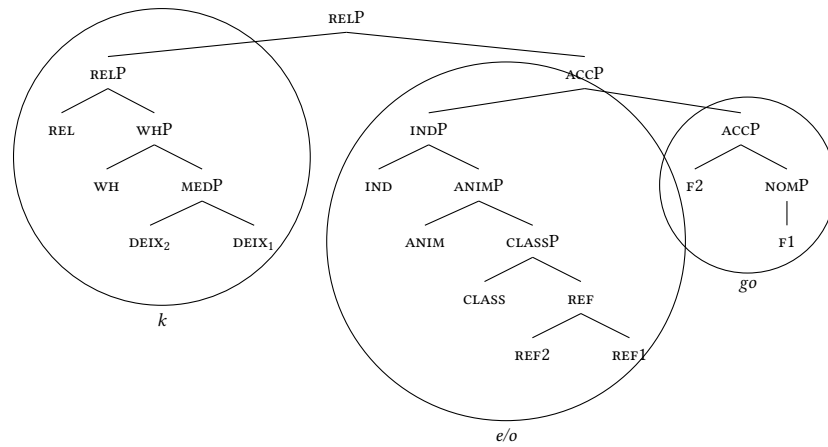 RELP
RELP ACCP
REL WHP INDP ACCP
WH MEDP IND ANIMP F2 NOMP
DEIX₂ DEIX₁ ANIM CLASSP F1
CLASS REF go
k
REF2 REF1
e/o